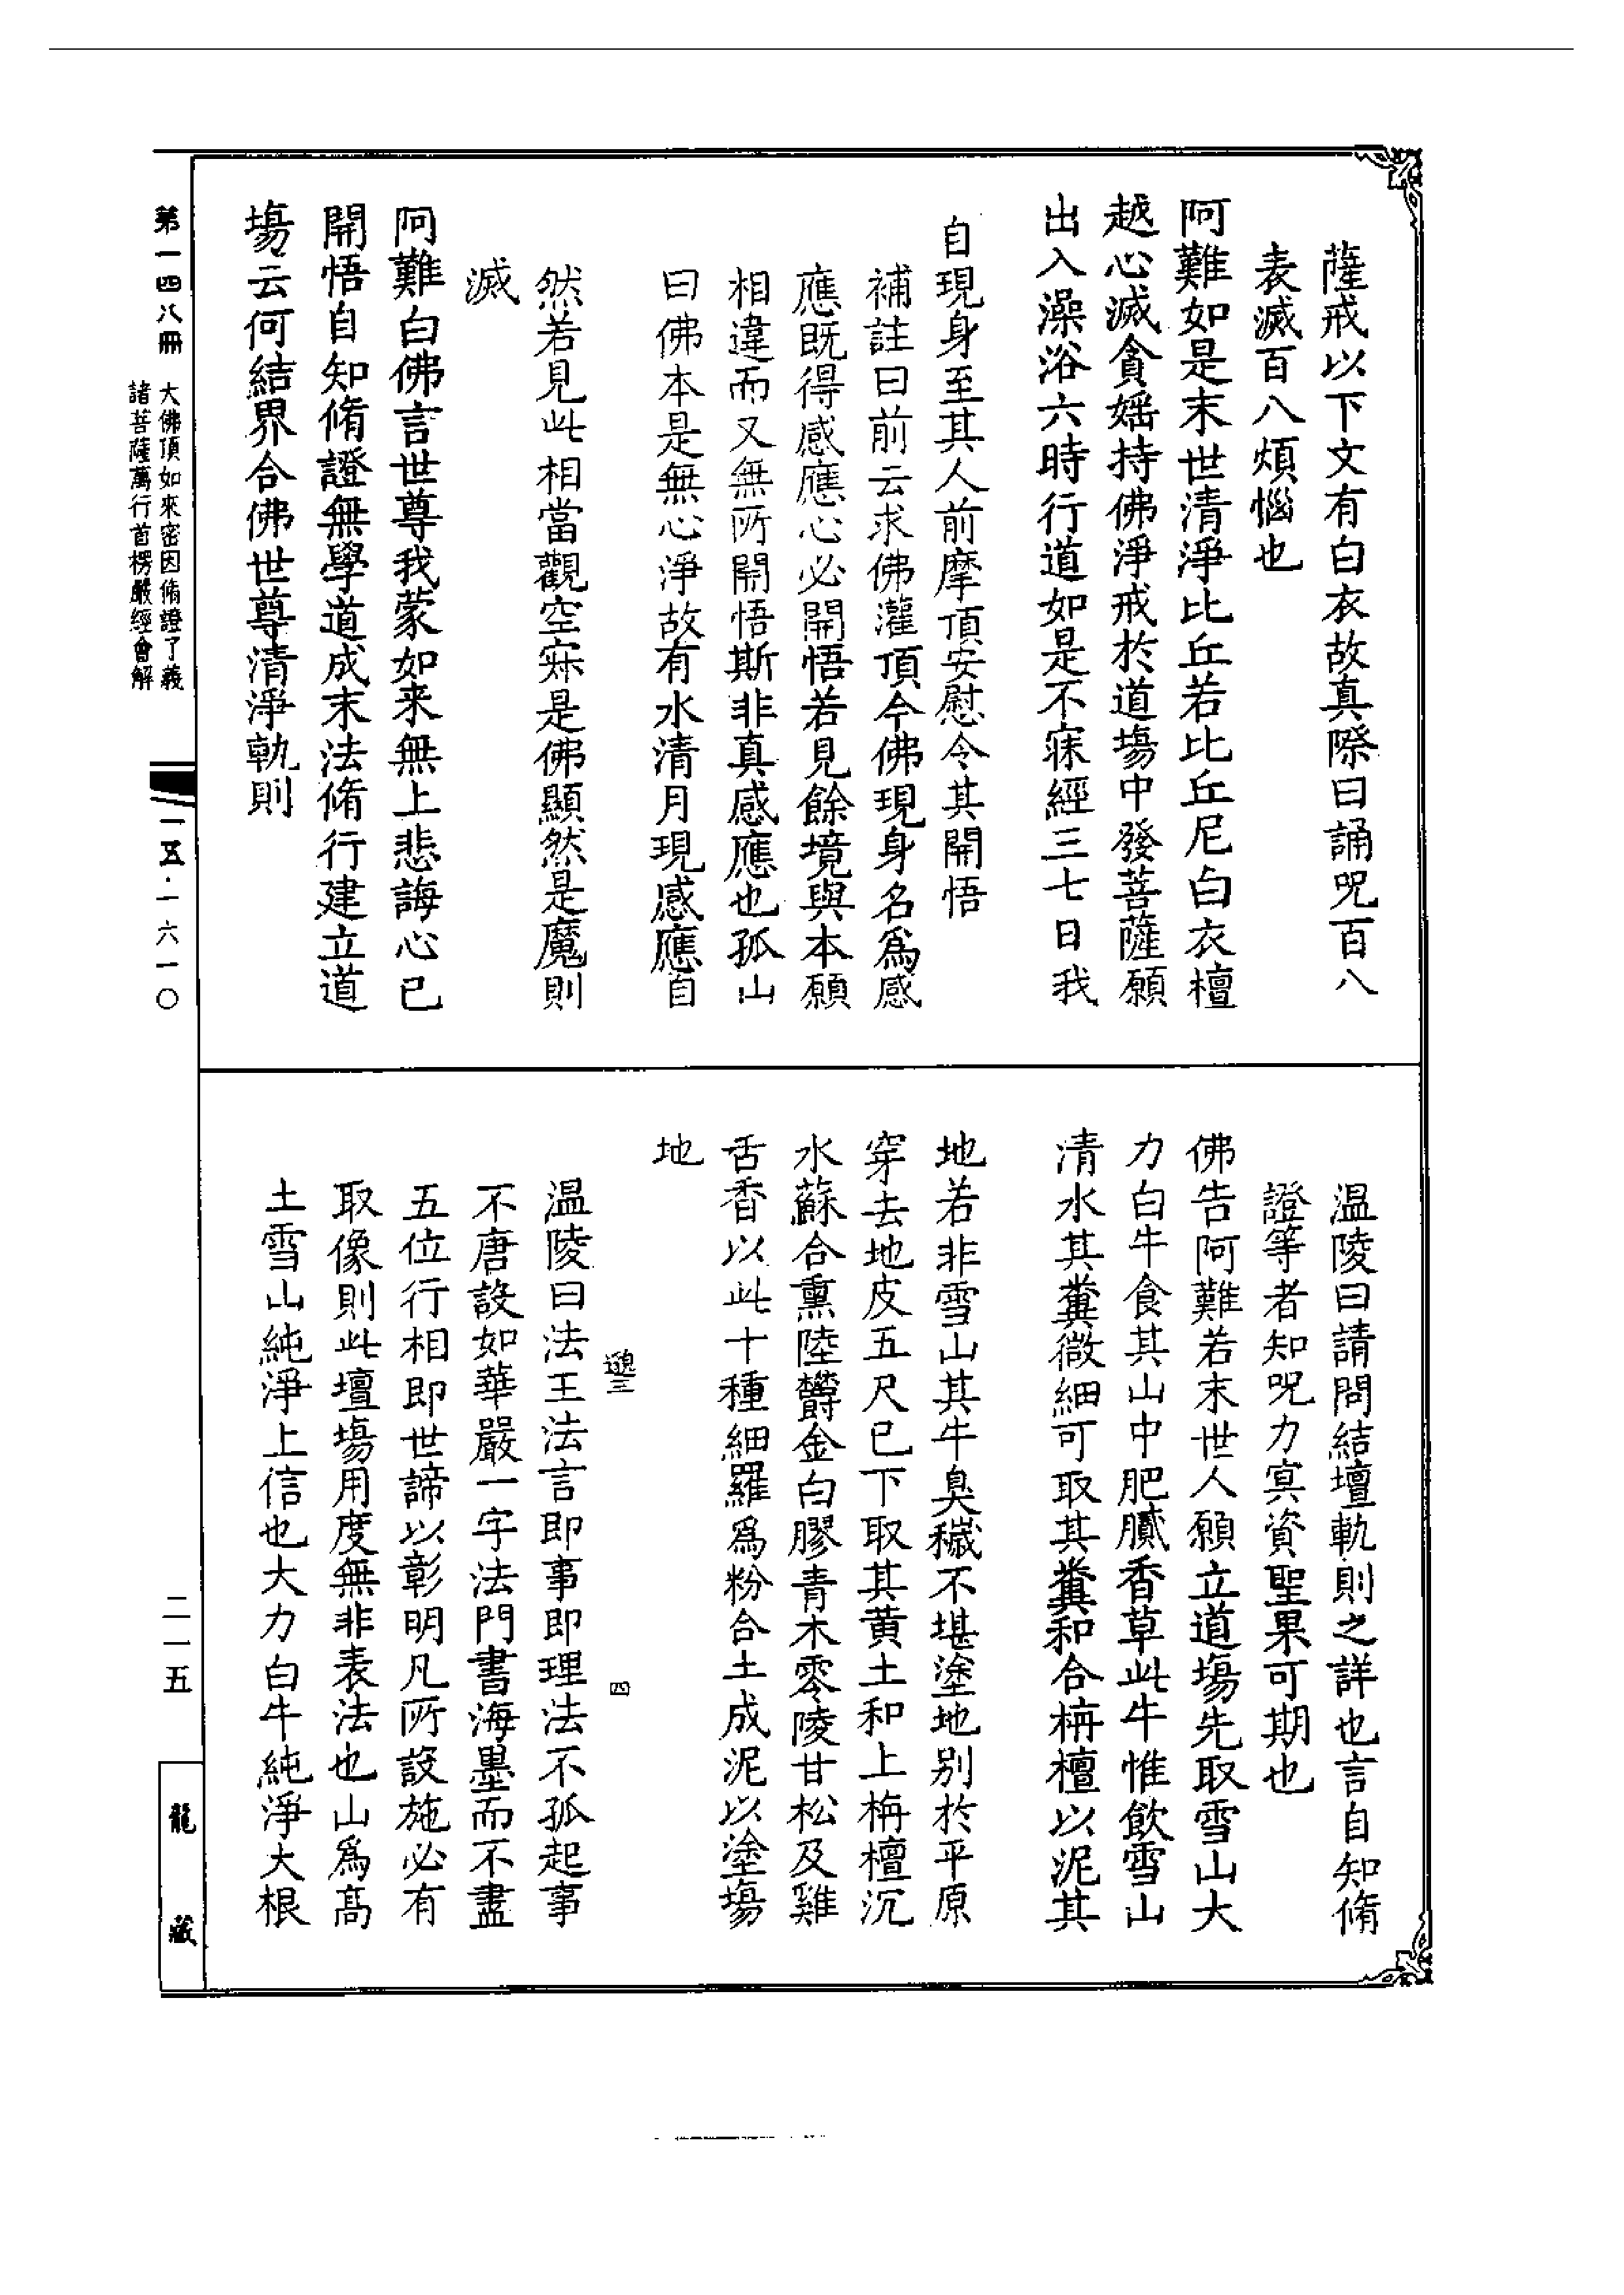 薩戒以下文有白衣故真際曰誦呪百八
表滅百八煩惱也
阿難如是末世清淨比丘若比丘尼白衣檀
越心滅貪婬持佛淨戒於道場中發菩薩願
出入澡浴六時行道如是不寐經三七日我
自現身至其人前摩頂安慰令其開悟
補註曰前云求佛灌頂今佛現身名為感
應既得感應心必開悟若見餘境與本願
相違而又無所開悟斯非真感應也孤山
曰佛本是無心淨故有水清月現感應自
然若見此相當觀空寂是佛顯然是魔則
滅
阿難白佛言世尊我蒙如来無上悲誨心已
開悟自知脩證無學道成末法脩行建立道
場云何結界合佛世尊清淨軌則
温陵曰請問結壇軌則之詳也言自知脩
證等者知呪力冥資聖果可期也
佛告阿難若末世人願立道場先取雪山大
力白牛食其山中肥膩香草此牛惟飲雪山
清水其糞微細可取其糞和合栴檀以泥其
地若非雪山其牛臭穢不堪塗地別於平原
穿去地皮五尺已下取其黄土和上栴檀沉
水蘇合熏陸欝金白膠青木零陵甘松及雞
舌香以此十種細羅為粉合土成泥以塗場
地
四
温陵曰法王法言即事即理法不孤起事
不唐設如華嚴一字法門書海墨而不盡
五位行相即世諦以彰明凡所設施必有
取像則此壇場用度無非表法也山為高
土雪山純淨上信也大力白牛純淨大根
第一四八冊
大佛頂如來密因脩證了義
諸菩薩萬行首楞嚴經會解
一五·一六一〇
二一五
龍藏